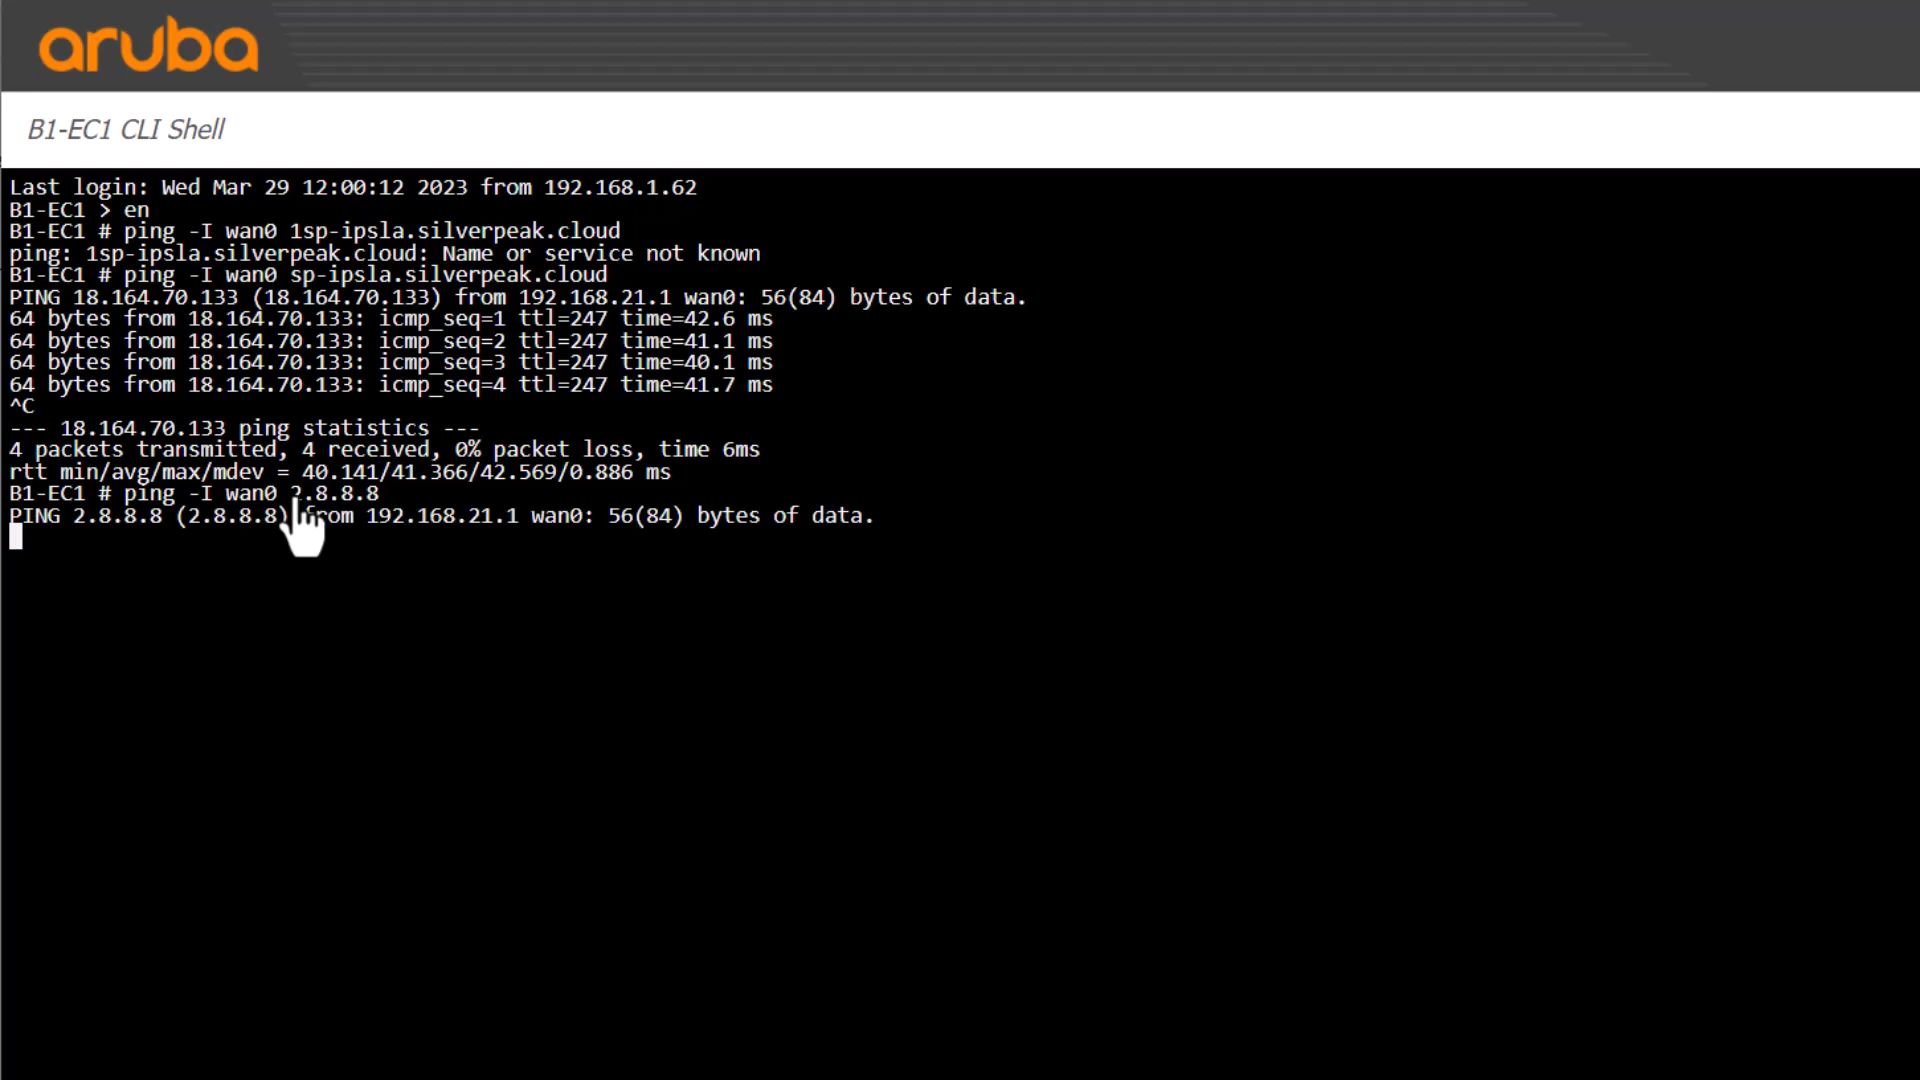 aruba
B1-EC1 CLI Shell
Last login: Wed Mar 29 12:00:12 2023 from 192.168.1.62
B1-EC1 > en
B1-EC1 # ping -I wan0 1sp-ipsla.silverpeak.cloud
ping: 1sp-ipsla.silverpeak.cloud: Name or service not known
B1-EC1 # ping -I wan0 sp-ipsla.silverpeak.cloud
PING 18.164.70.133 (18.164.70.133) from 192.168.21.1 wan0: 56(84) bytes of data.
64 bytes from 18.164.70.133: icmp_seq=1 ttl=247 time=42.6 ms
64 bytes from 18.164.70.133: icmp_seq=2 ttl=247 time=41.1 ms
64 bytes from 18.164.70.133: icmp_seq=3 ttl=247 time=40.1 ms
64 bytes from 18.164.70.133: icmp_seq=4 ttl=247 time=41.7 ms
^C
--- 18.164.70.133 ping statistics ---
4 packets transmitted, 4 received, 0% packet loss, time 6ms
rtt min/avg/max/mdev = 40.141/41.366/42.569/0.886 ms
B1-EC1 # ping -I wan0 2.8.8.8
PING 2.8.8.8 (2.8.8.8) from 192.168.21.1 wan0: 56(84) bytes of data.